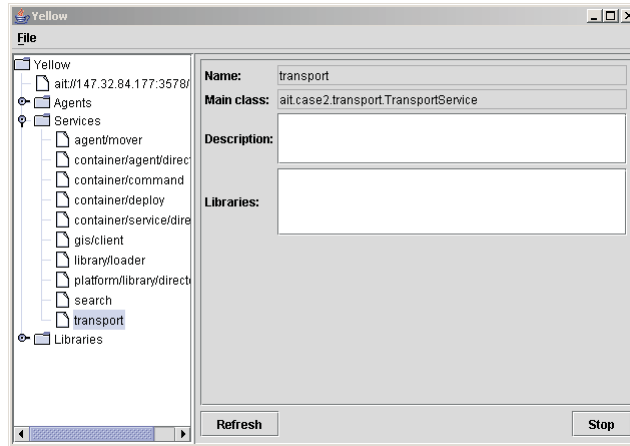 Yellow
File
Yellow
ait://147.32.84.177:3578/
Agents
Services
agent/mover
container/agent/direc
container/command
container/deploy
container/service/dire
gis/client
library/loader
platform/library/direct
search
transport
Libraries
Name: transport
Main class: ait.case2.transport.TransportService
Description:
Libraries:
Refresh
Stop